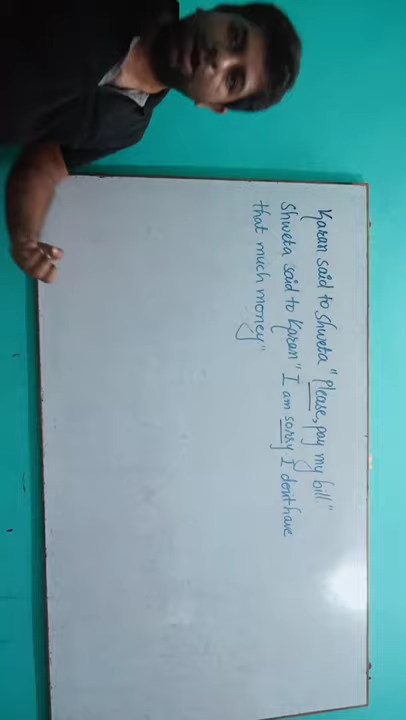 Karan said to Shweta "Please, pay my bill."
Shweta said to Karan "I am sorry I don't have
that much money"